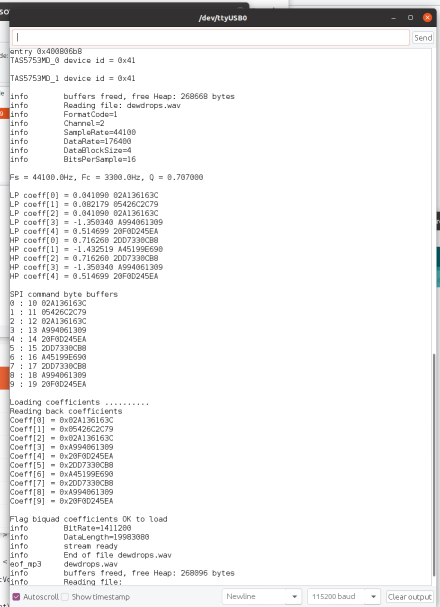 /dev/ttyUSB0
Send
entry 0x400806b8
TAS5753MD_0 device id = 0x41
TAS5753MD_1 device id = 0x41
info buffers freed, free Heap: 268668 bytes
info Reading file: dewdrops.wav
info FormatCode=1
info Channel=2
info SampleRate=44100
info DataRate=176400
info DataBlockSize=4
info BitsPerSample=16
Fs = 44100.0Hz, Fc = 3300.0Hz, Q = 0.707000
LP coeff[0] = 0.041090 02A136163C
LP coeff[1] = 0.082179 05426C2C79
LP coeff[2] = 0.041090 02A136163C
LP coeff[3] = -1.350340 A994061309
LP coeff[4] = 0.514699 20F0D245EA
HP coeff[0] = 0.716260 2DD7330CB8
HP coeff[1] = -1.432519 A45199E690
HP coeff[2] = 0.716260 2DD7330CB8
HP coeff[3] = -1.350340 A994061309
HP coeff[4] = 0.514699 20F0D245EA
SPI command byte buffers
0 : 10 02A136163C
1 : 11 05426C2C79
2 : 12 02A136163C
3 : 13 A994061309
4 : 14 20F0D245EA
5 : 15 2DD7330CB8
6 : 16 A45199E690
7 : 17 2DD7330CB8
8 : 18 A994061309
9 : 19 20F0D245EA
Loading coefficients ..........
Reading back coefficients
Coeff[0] = 0x02A136163C
Coeff[1] = 0x05426C2C79
Coeff[2] = 0x02A136163C
Coeff[3] = 0xA994061309
Coeff[4] = 0x20F0D245EA
Coeff[5] = 0x2DD7330CB8
Coeff[6] = 0xA45199E690
Coeff[7] = 0x2DD7330CB8
Coeff[8] = 0xA994061309
Coeff[9] = 0x20F0D245EA
Flag biquad coefficients OK to load
info BitRate=1411200
info DataLength=19983080
info stream ready
info End of file dewdrops.wav
eof_mp3 dewdrops.wav
info buffers freed, free Heap: 268096 bytes
info Reading file:
Autoscroll Show timestamp Newline 115200 baud Clear output